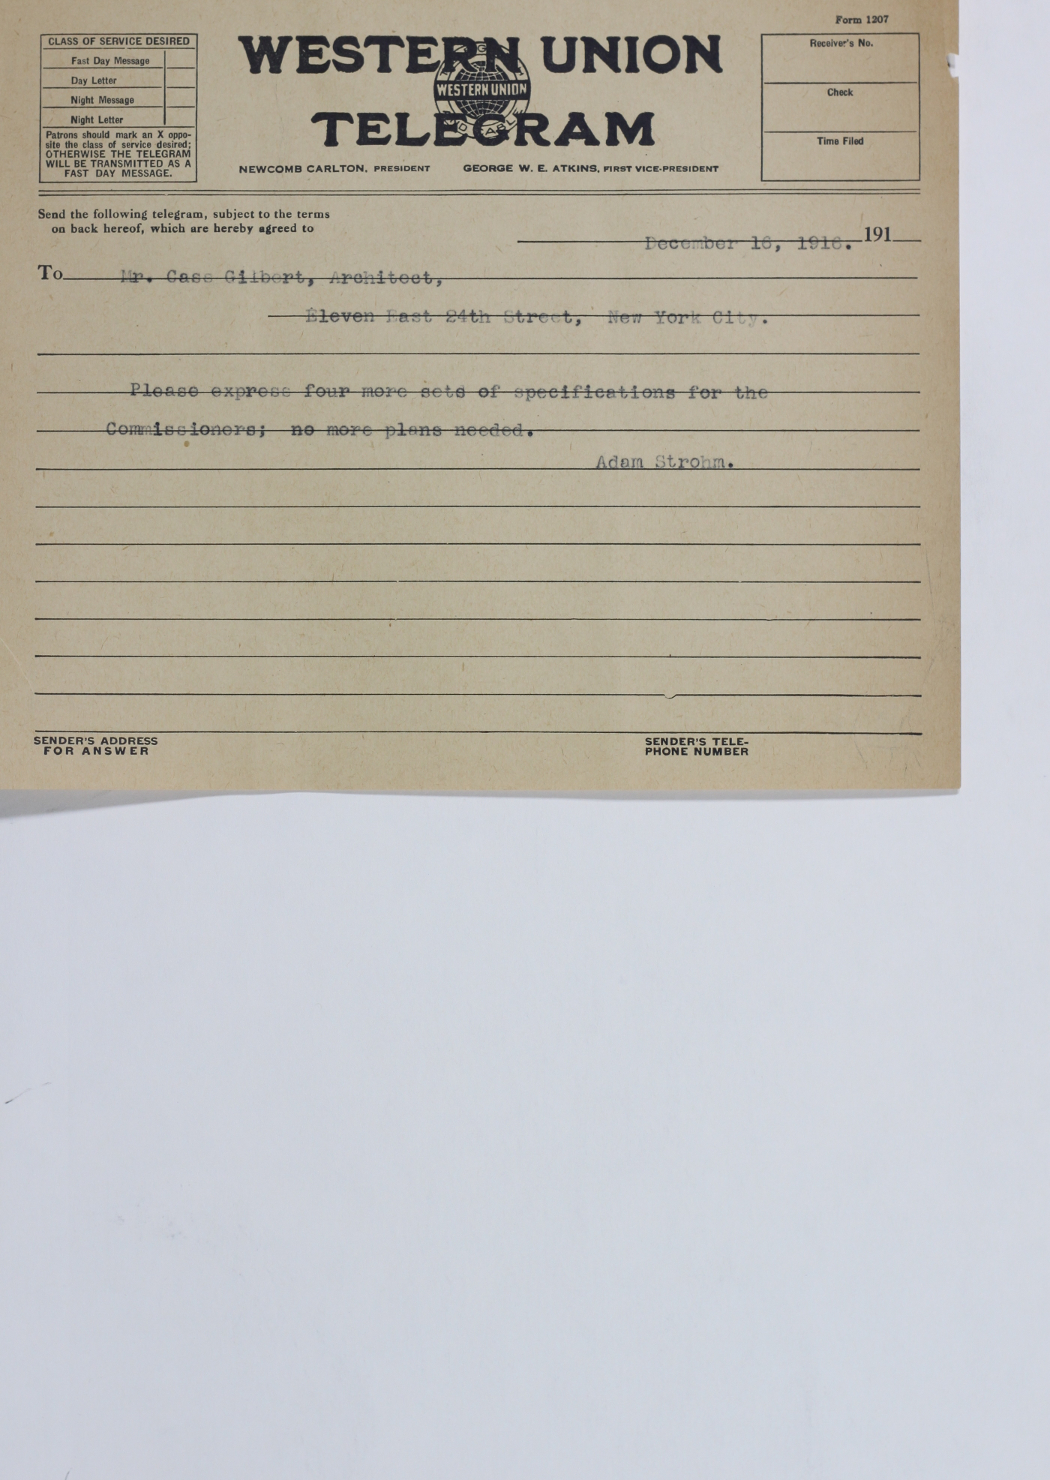 Form 1207
CLASS OF SERVICE DESIRED
Fast Day Message
Day Letter
Night Message
Night Letter
Patrons should mark an X oppo-
site the class of service desired;
OTHERWISE THE TELEGRAM
WILL BE TRANSMITTED AS A
FAST DAY MESSAGE.
WESTERN UNION
WESTERN UNION
TELEGRAM
NEWCOMB CARLTON, PRESIDENT GEORGE W. E. ATKINS, FIRST VICE-PRESIDENT
Receiver's No.
Check
Time Filed
Send the following telegram, subject to the terms
on back hereof, which are hereby agreed to
December 16, 1916. 191
To Mr. Cass Gilbert, Architect,
Eleven East 24th Street, New York City.
Please express four more sets of specifications for the
Commissioners; no more plans needed.
Adam Strohm.
SENDER'S ADDRESS
FOR ANSWER
SENDER'S TELE-
PHONE NUMBER